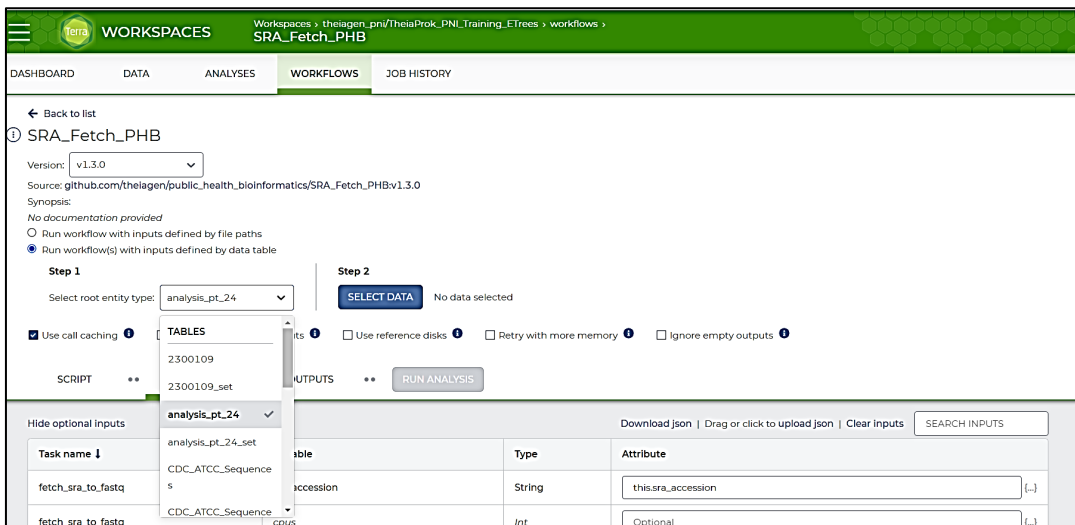 Terra
WORKSPACES
Workspaces › theiagen_pni/TheiaProk_PNI_Training_ETrees › workflows ›
SRA_Fetch_PHB
DASHBOARD DATA ANALYSES WORKFLOWS JOB HISTORY
← Back to list
SRA_Fetch_PHB
Version: v1.3.0
Source: github.com/theiagen/public_health_bioinformatics/SRA_Fetch_PHB:v1.3.0
Synopsis:
No documentation provided
Run workflow with inputs defined by file paths
Run workflow(s) with inputs defined by data table
Step 1
Select root entity type: analysis_pt_24
Step 2
SELECT DATA No data selected
Use call caching
Use reference disks Retry with more memory Ignore empty outputs
TABLES
2300109
2300109_set
analysis_pt_24
analysis_pt_24_set
CDC_ATCC_Sequence
s
CDC_ATCC_Sequence
SCRIPT RUN ANALYSIS
Hide optional inputs Download json | Drag or click to upload json | Clear inputs SEARCH INPUTS
Task name ↓ Type Attribute
fetch_sra_to_fastq String this.sra_accession {...}
fetch_sra_to_fastq cpus Int Optional {...}